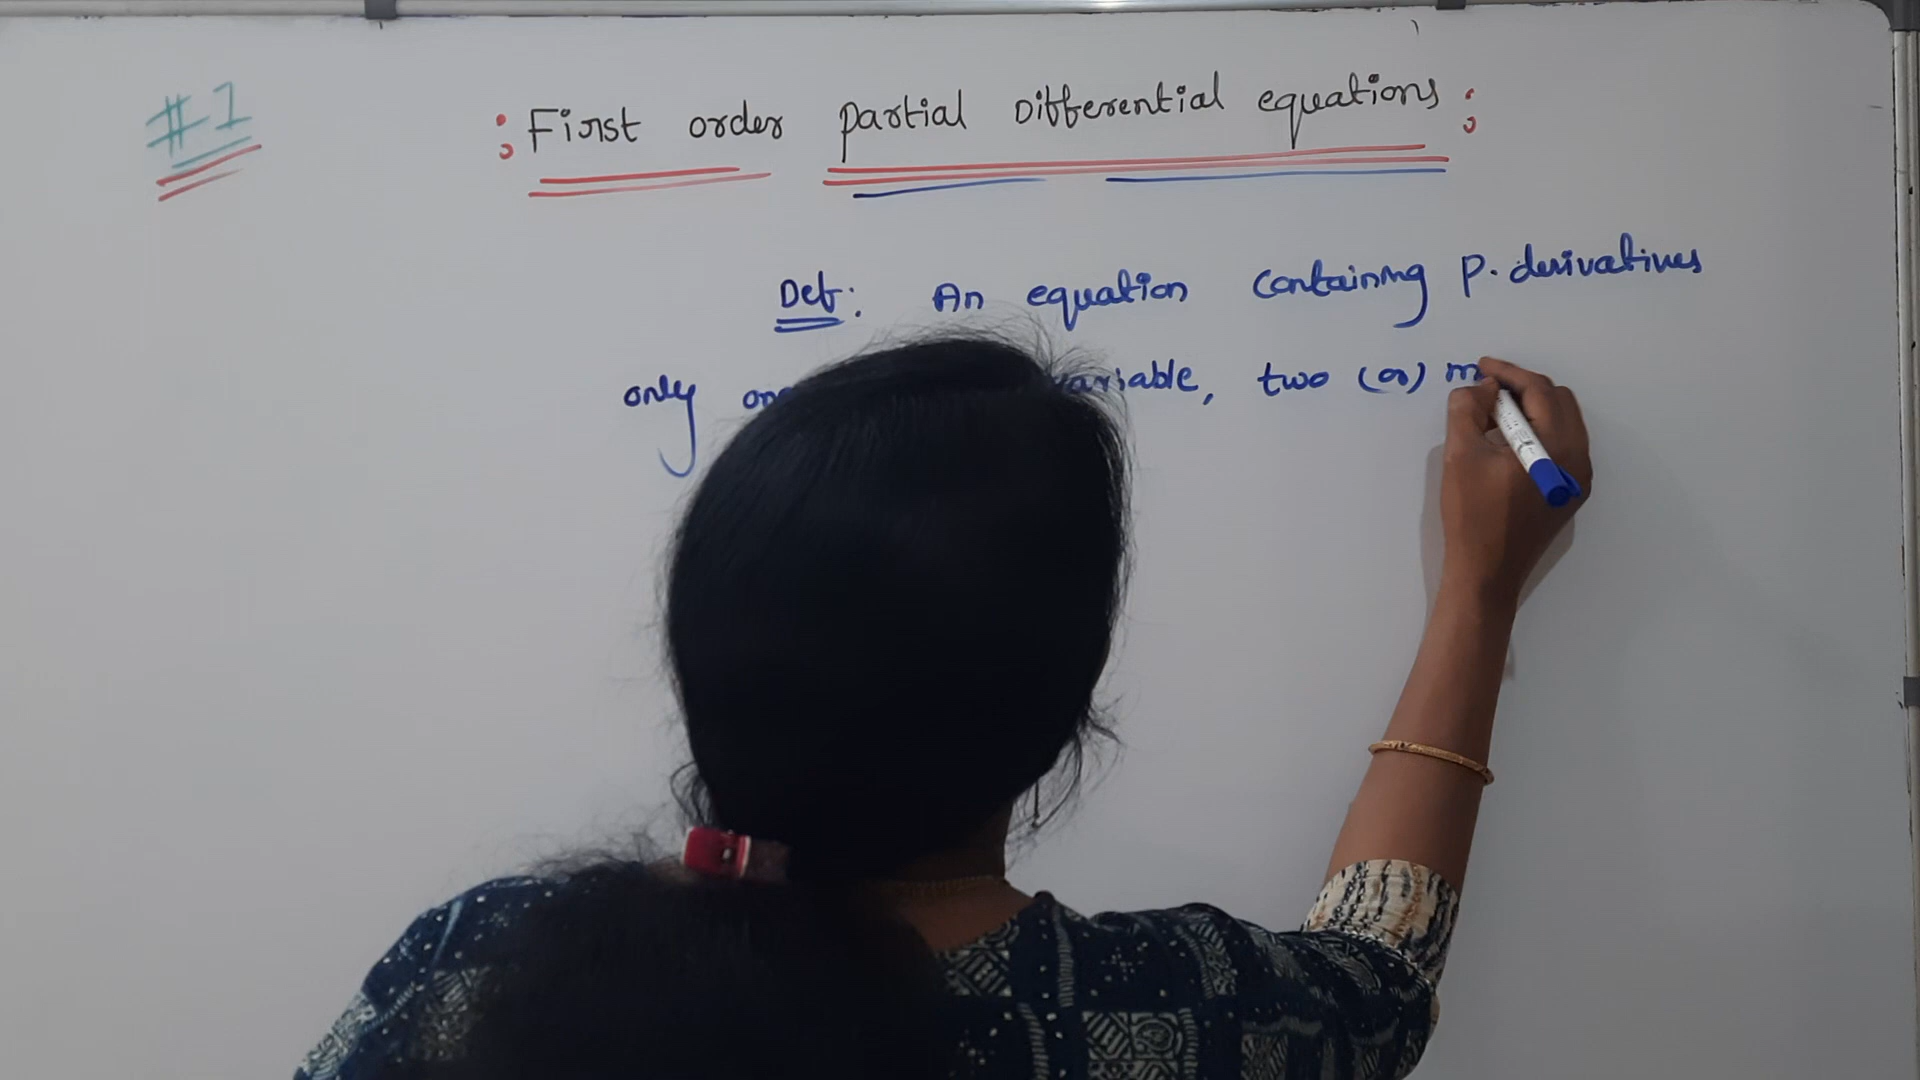 #1
: First order partial Differential equations :
Def: An equation containing p. derivatives
only variable, two (or)